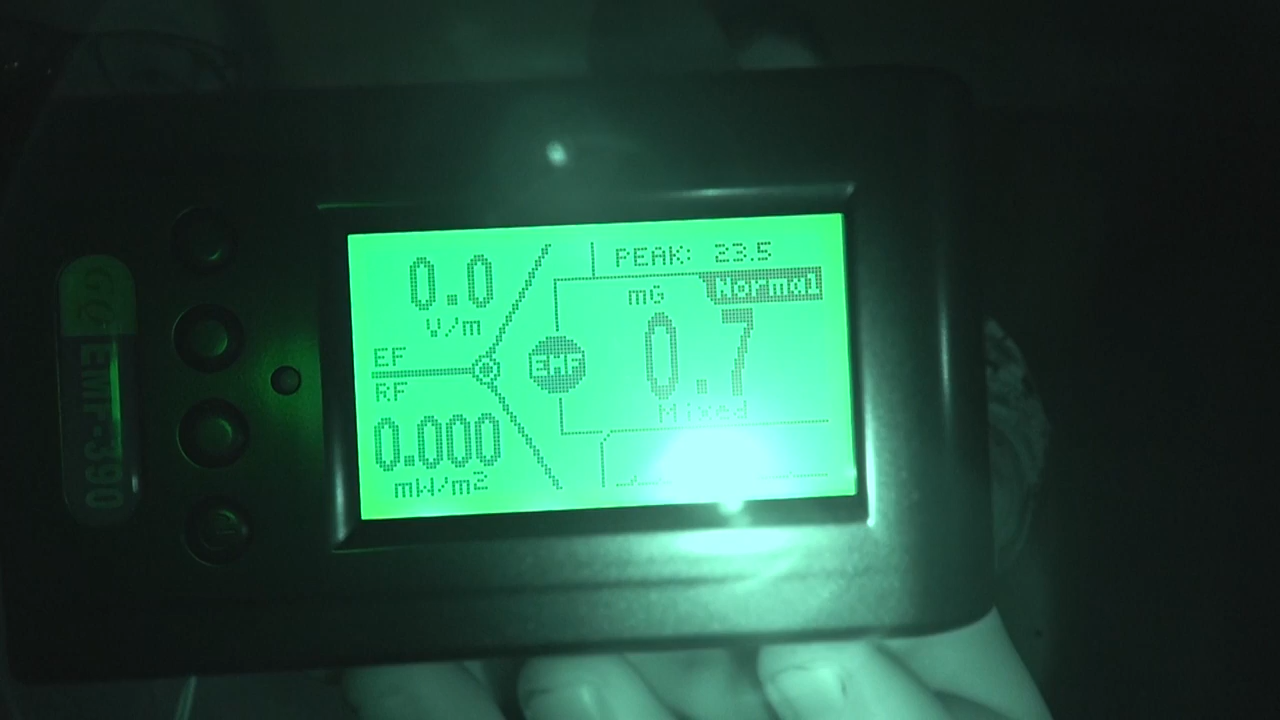 GQ EMF-390
0.0
V/m
EF
RF
0.000
mW/m2
EMF
PEAK: 23.5
mG
Normal
0.7
Mixed